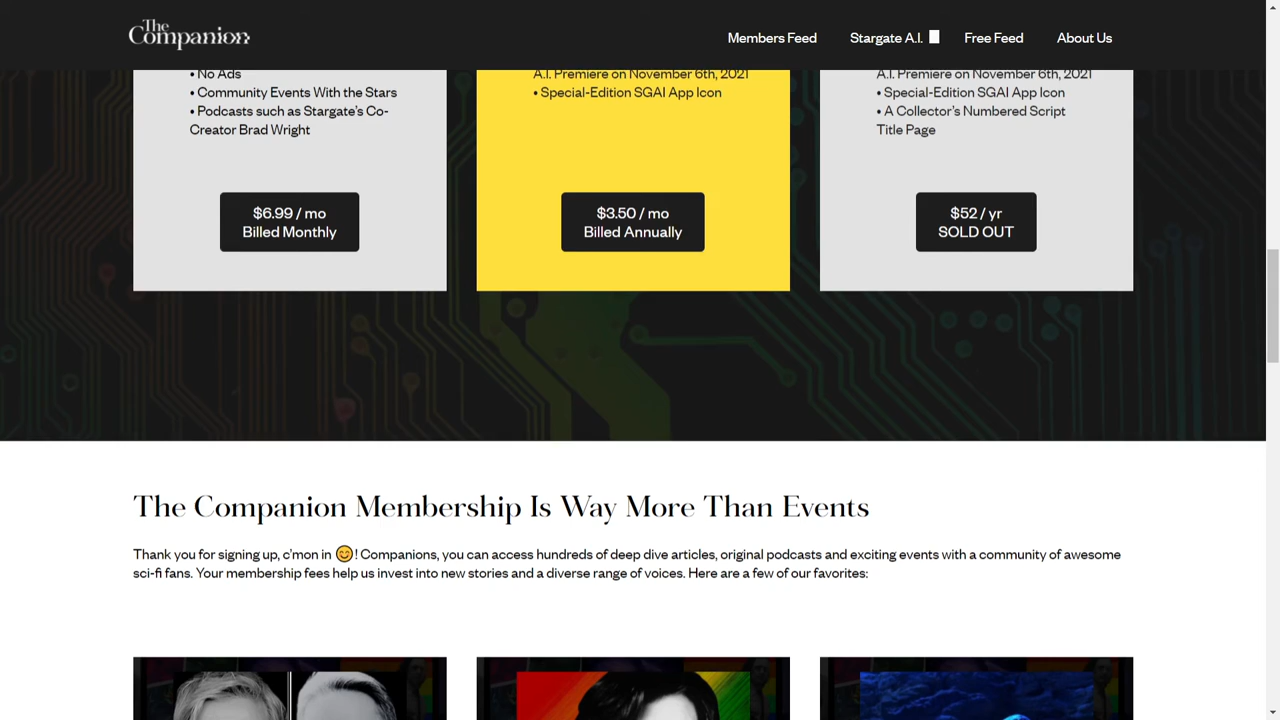 The
Companion
Members Feed
Stargate A.I.
Free Feed
About Us
• No Ads
• Community Events With the Stars
• Podcasts such as Stargate's Co-
Creator Brad Wright
$6.99 / mo
Billed Monthly
A.I. Premiere on November 6th, 2021
• Special-Edition SGAI App Icon
$3.50 / mo
Billed Annually
A.I. Premiere on November 6th, 2021
• Special-Edition SGAI App Icon
• A Collector's Numbered Script
Title Page
$52 / yr
SOLD OUT
The Companion Membership Is Way More Than Events
Thank you for signing up, c'mon in 😊! Companions, you can access hundreds of deep dive articles, original podcasts and exciting events with a community of awesome
sci-fi fans. Your membership fees help us invest into new stories and a diverse range of voices. Here are a few of our favorites: